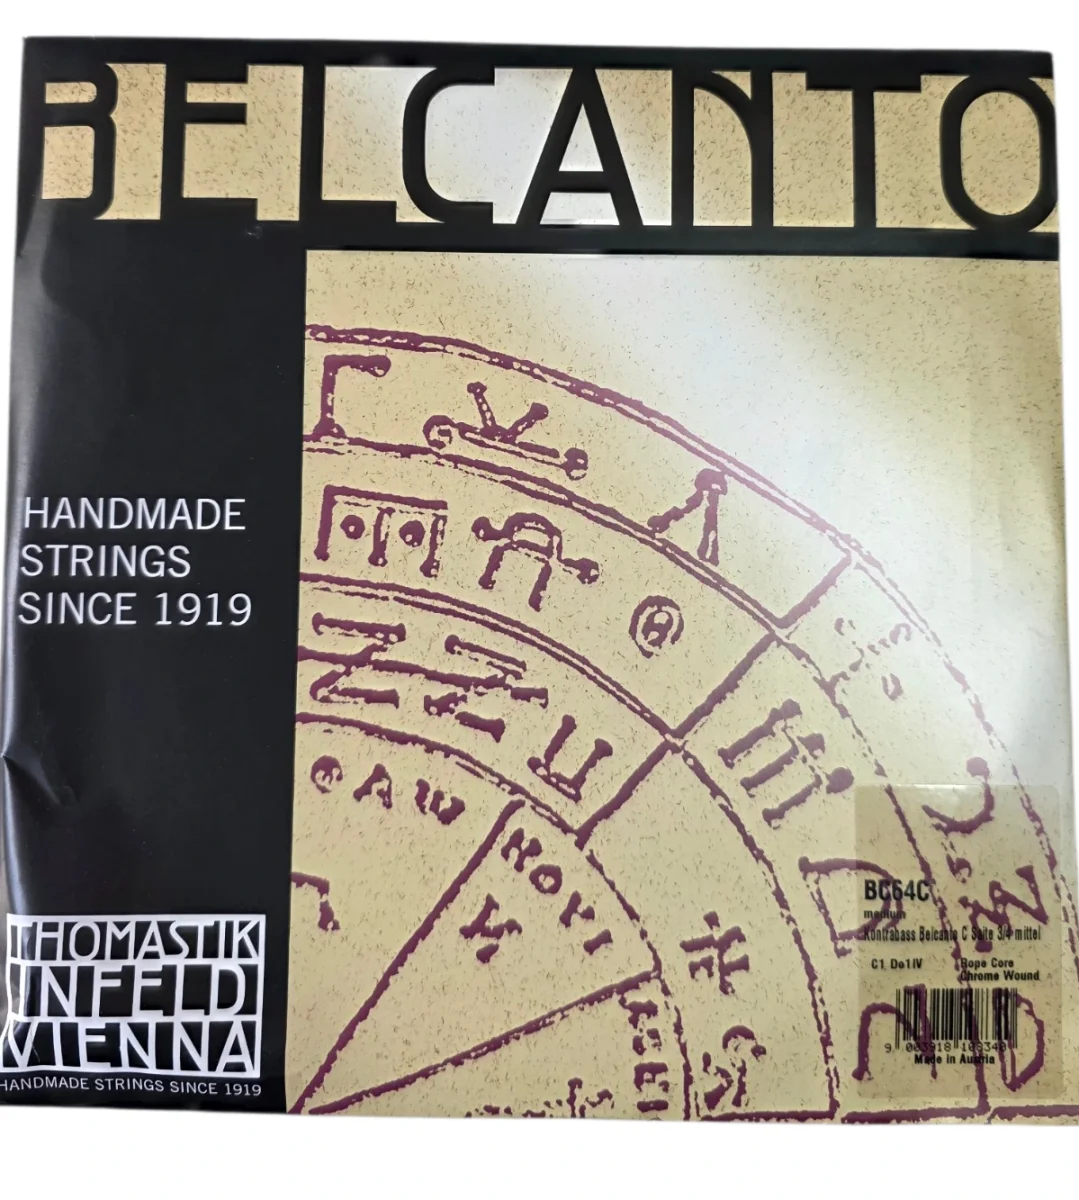 BELCANTO
HANDMADE
STRINGS
SINCE 1919
BC64C
medium
Kontrabass Belcanto C Saite 3/4 mittel
C1 Do1 IV
Rope Core
Chrome Wound
Made in Austria
THOMASTIK
INFELD
VIENNA
HANDMADE STRINGS SINCE 1919